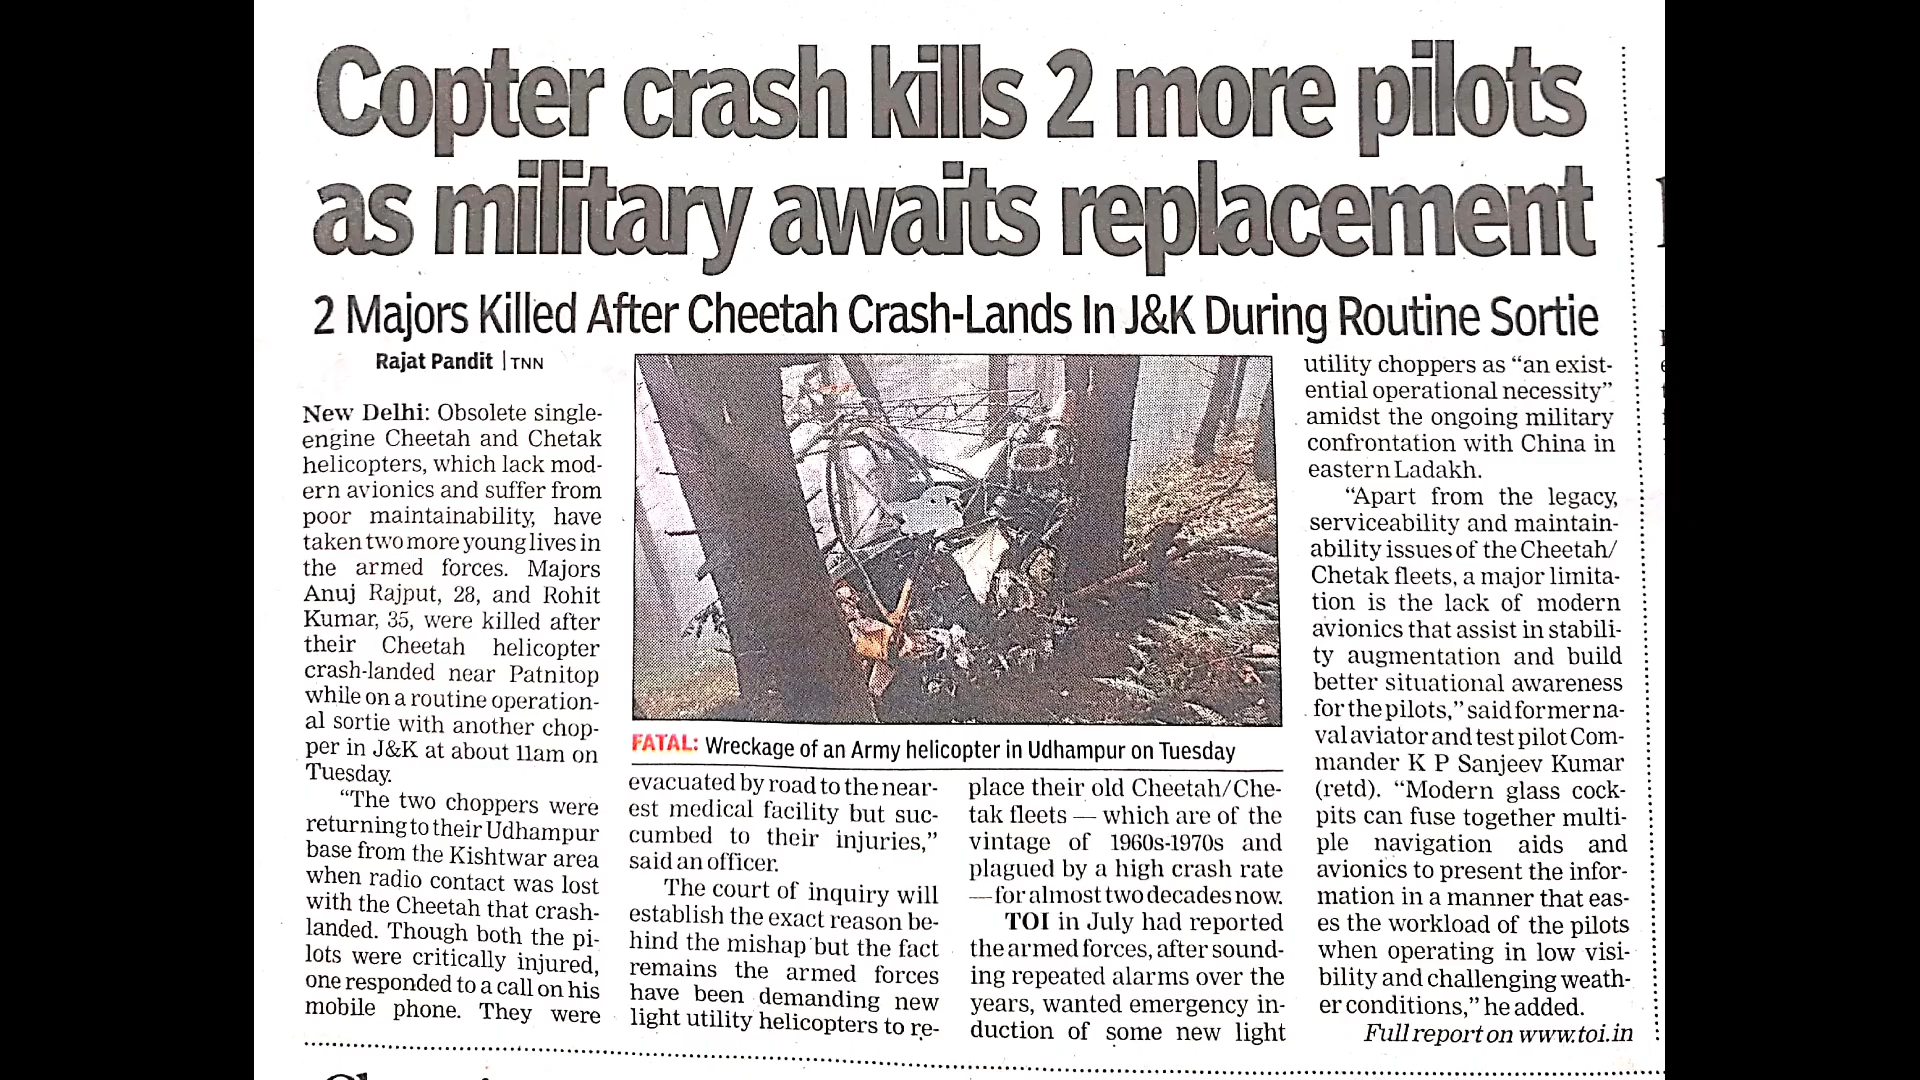 Copter crash kills 2 more pilots
as military awaits replacement
2 Majors Killed After Cheetah Crash-Lands In J&K During Routine Sortie
Rajat Pandit | TNN
New Delhi: Obsolete single-
engine Cheetah and Chetak
helicopters, which lack mod-
ern avionics and suffer from
poor maintainability, have
taken two more young lives in
the armed forces. Majors
Anuj Rajput, 28, and Rohit
Kumar, 35, were killed after
their Cheetah helicopter
crash-landed near Patnitop
while on a routine operation-
al sortie with another chop-
per in J&K at about 11am on
Tuesday.
“The two choppers were
returning to their Udhampur
base from the Kishtwar area
when radio contact was lost
with the Cheetah that crash-
landed. Though both the pi-
lots were critically injured,
one responded to a call on his
mobile phone. They were
FATAL: Wreckage of an Army helicopter in Udhampur on Tuesday
evacuated by road to the near-
est medical facility but suc-
cumbed to their injuries,”
said an officer.
The court of inquiry will
establish the exact reason be-
hind the mishap but the fact
remains the armed forces
have been demanding new
light utility helicopters to re-
place their old Cheetah/Che-
tak fleets — which are of the
vintage of 1960s-1970s and
plagued by a high crash rate
—for almost two decades now.
TOI in July had reported
the armed forces, after sound-
ing repeated alarms over the
years, wanted emergency in-
duction of some new light
utility choppers as “an exist-
ential operational necessity”
amidst the ongoing military
confrontation with China in
eastern Ladakh.
“Apart from the legacy,
serviceability and maintain-
ability issues of the Cheetah/
Chetak fleets, a major limita-
tion is the lack of modern
avionics that assist in stabili-
ty augmentation and build
better situational awareness
for the pilots,” said former na-
val aviator and test pilot Com-
mander K P Sanjeev Kumar
(retd). “Modern glass cock-
pits can fuse together multi-
ple navigation aids and
avionics to present the infor-
mation in a manner that eas-
es the workload of the pilots
when operating in low visi-
bility and challenging weath-
er conditions,” he added.
Full report on www.toi.in